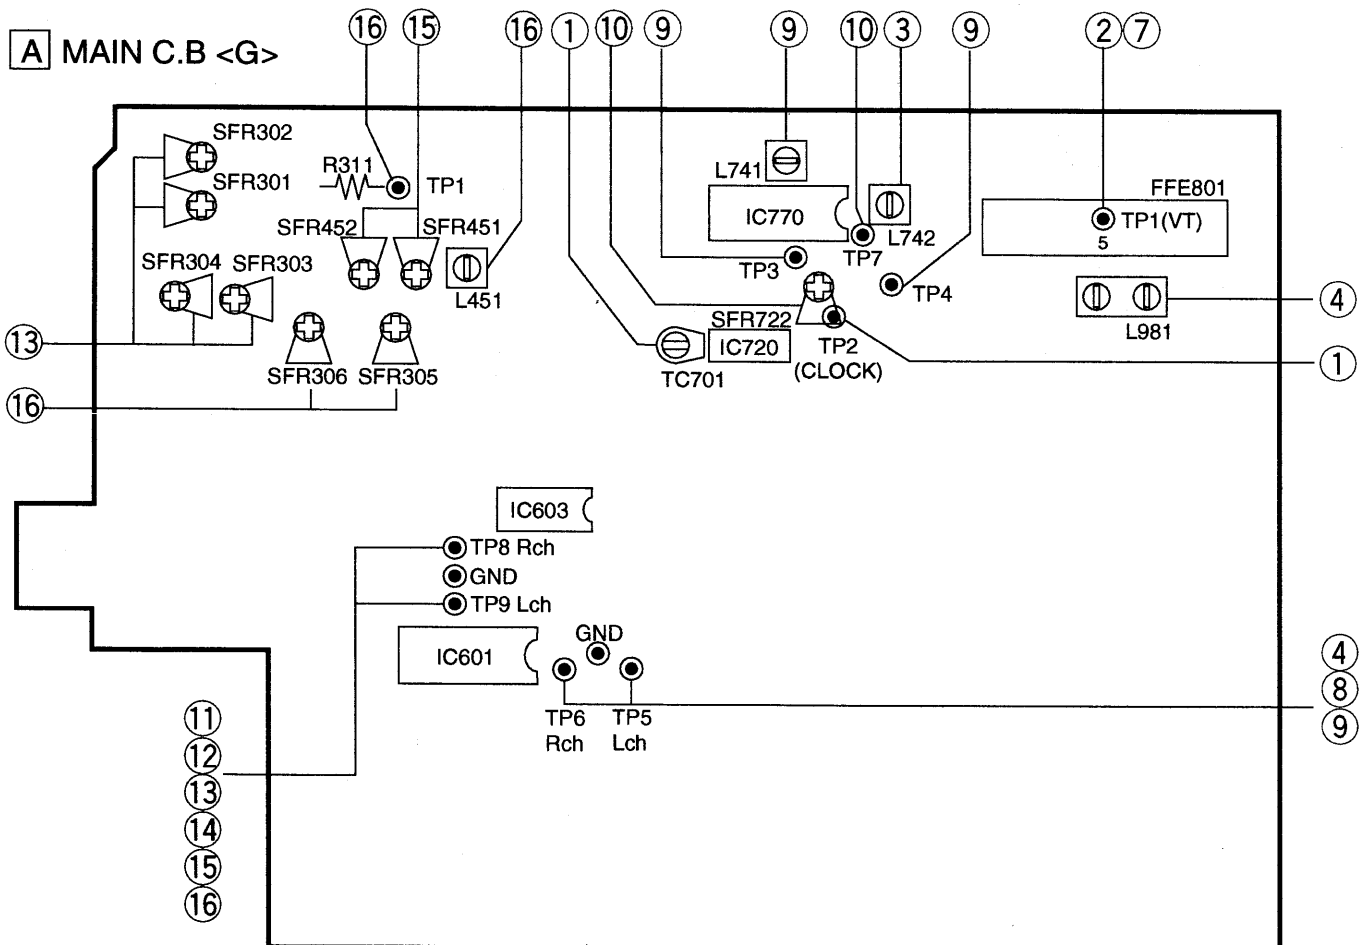 A MAIN C.B <G>
16 15 16 1 10 9 9 10 3 9 2 7
SFR302
SFR301
R311
TP1
SFR452
SFR451
L451
SFR304
SFR303
13
SFR306
SFR305
16
L741
IC770
L742
TP7
TP3
TP4
SFR722
IC720
TC701
TP2
(CLOCK)
FFE801
TP1(VT)
5
L981
4
1
IC603
TP8 Rch
GND
TP9 Lch
IC601
GND
TP6
Rch
TP5
Lch
4
8
9
11
12
13
14
15
16